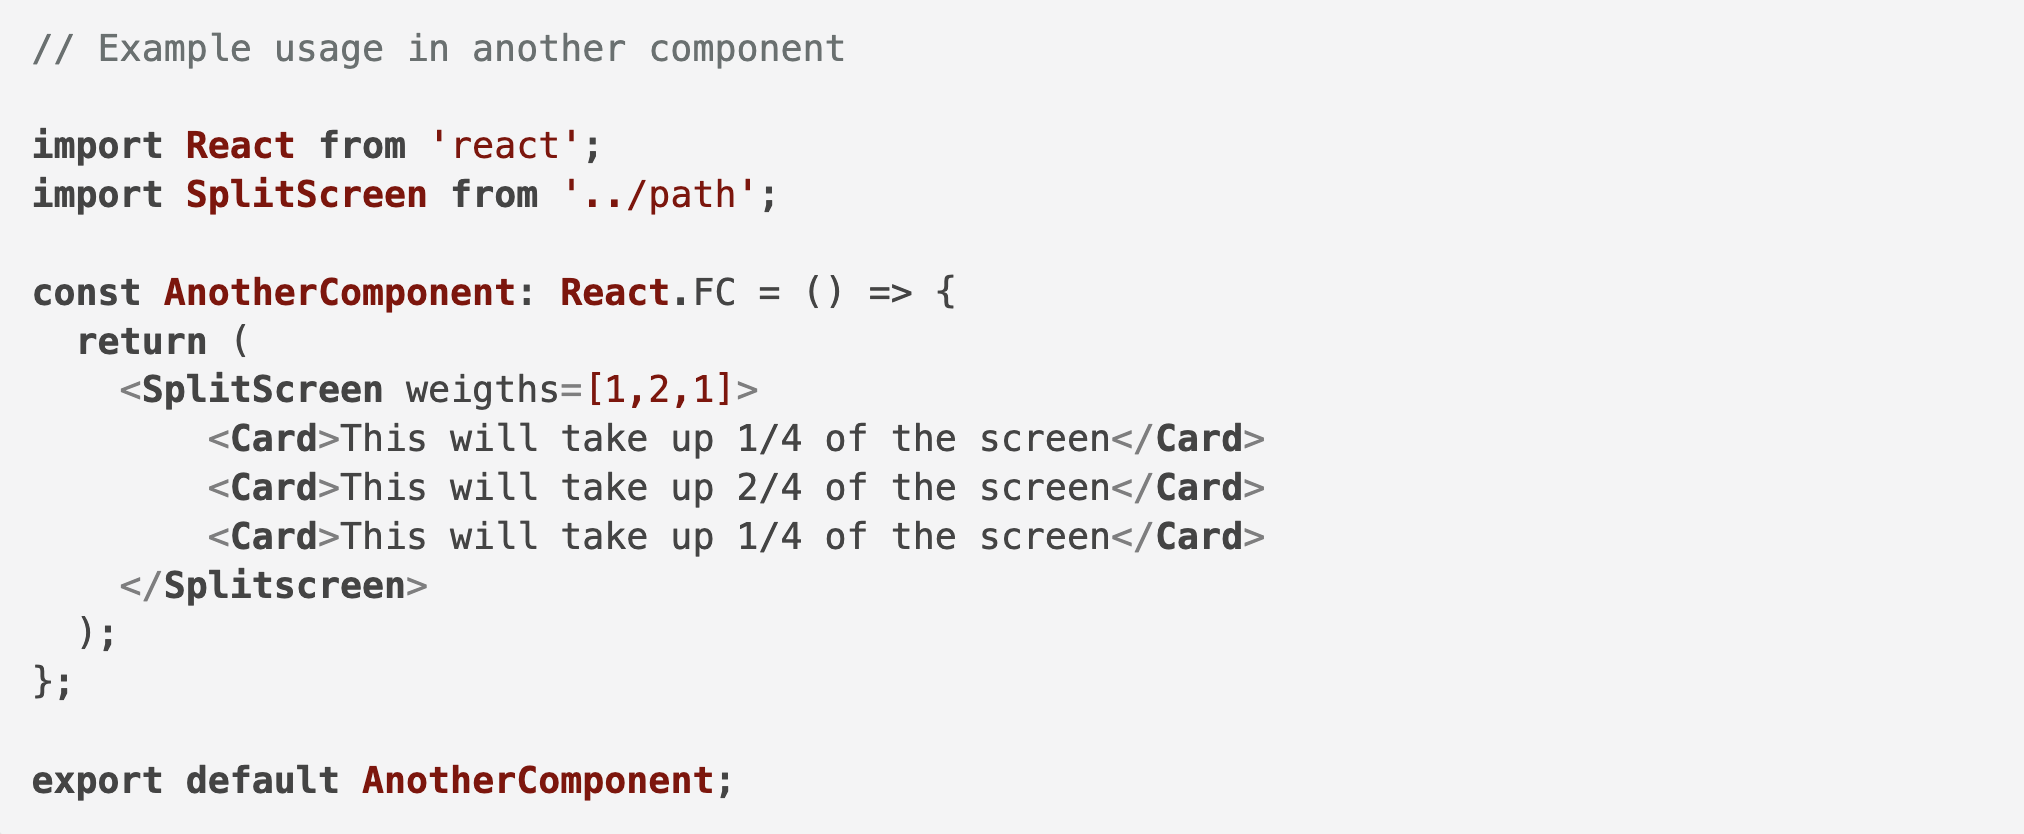 // Example usage in another component

import React from 'react';
import SplitScreen from '../path';

const AnotherComponent: React.FC = () => {
  return (
    <SplitScreen weigths=[1,2,1]>
        <Card>This will take up 1/4 of the screen</Card>
        <Card>This will take up 2/4 of the screen</Card>
        <Card>This will take up 1/4 of the screen</Card>
    </Splitscreen>
  );
};

export default AnotherComponent;